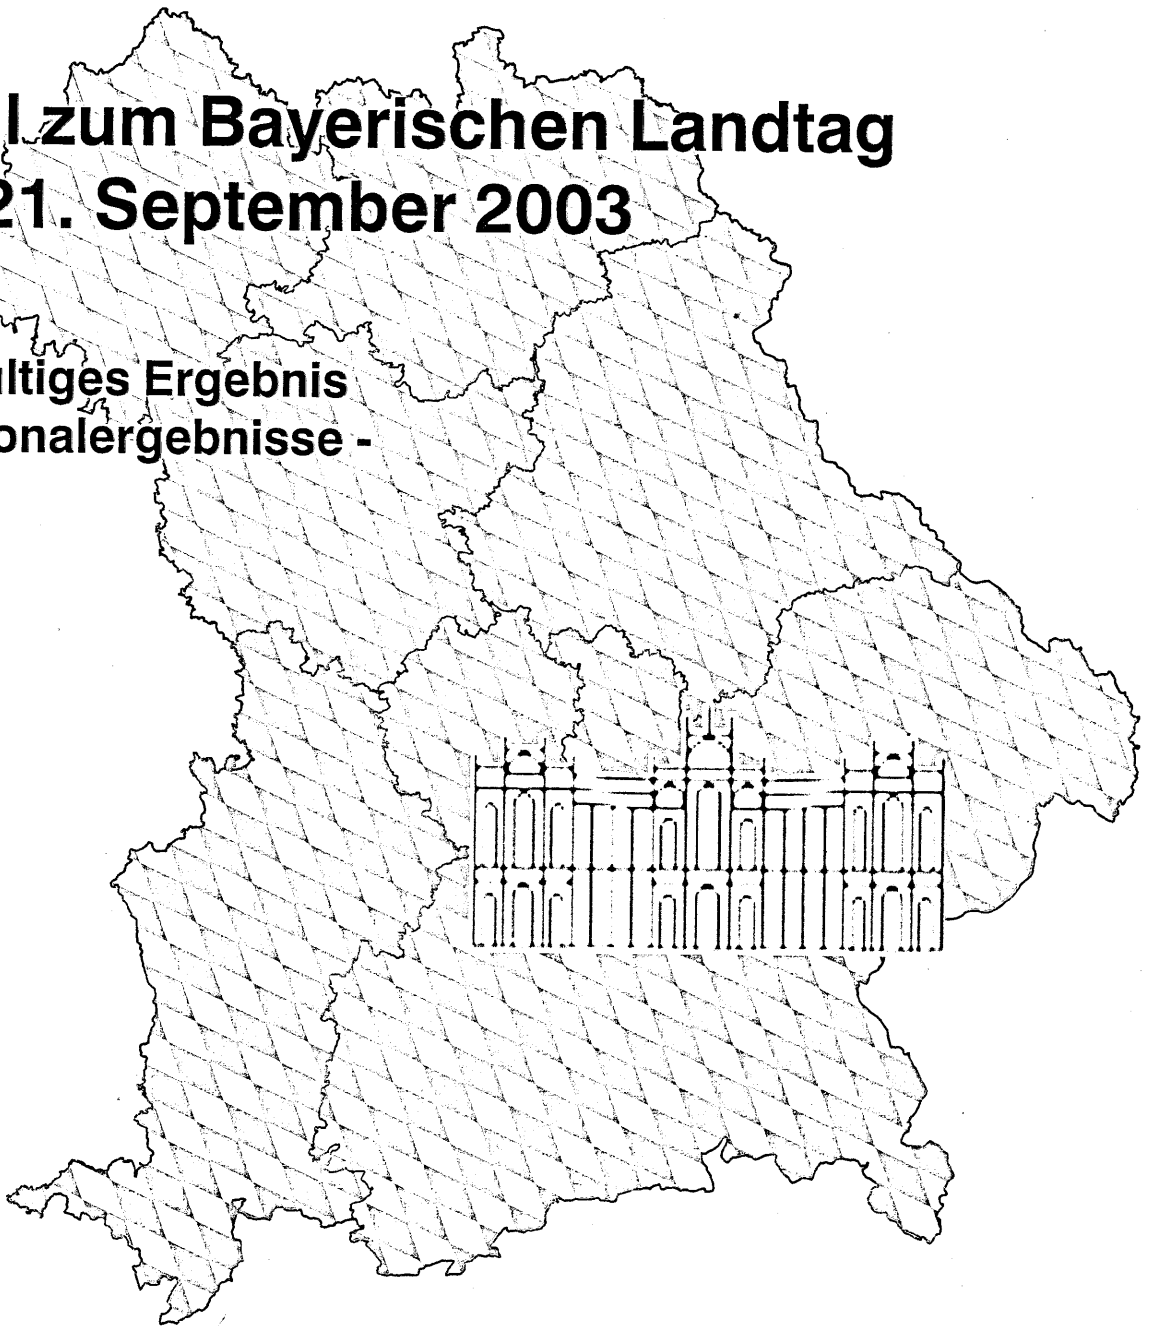 l zum Bayerischen Landtag
21. September 2003
ltiges Ergebnis
onalergebnisse -